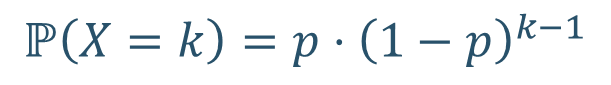 ℙ(X = k) = p · (1 − p)^{k−1}